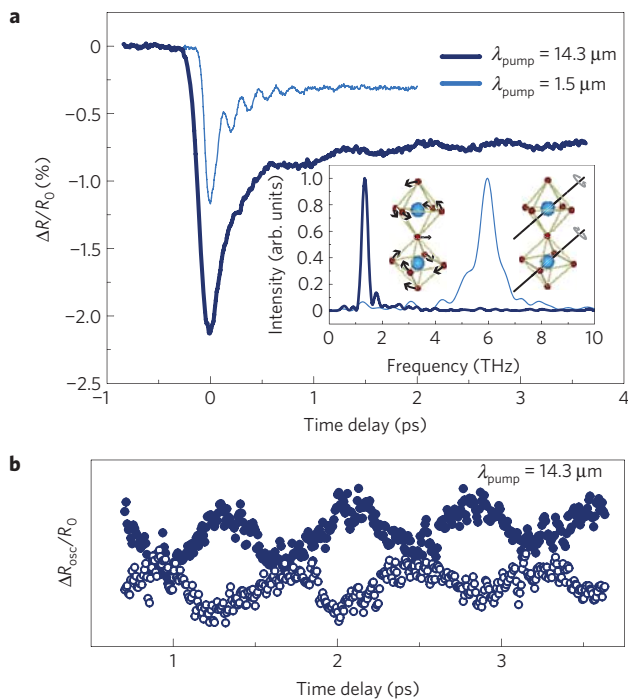 a
λpump = 14.3 μm
λpump = 1.5 μm
ΔR/R0 (%)
0
−0.5
−1.0
−1.5
−2.0
−2.5
−1
0
1
2
3
4
Time delay (ps)
Intensity (arb. units)
1.0
0.8
0.6
0.4
0.2
0
0
2
4
6
8
10
Frequency (THz)
b
λpump = 14.3 μm
ΔRosc/R0
1
2
3
Time delay (ps)